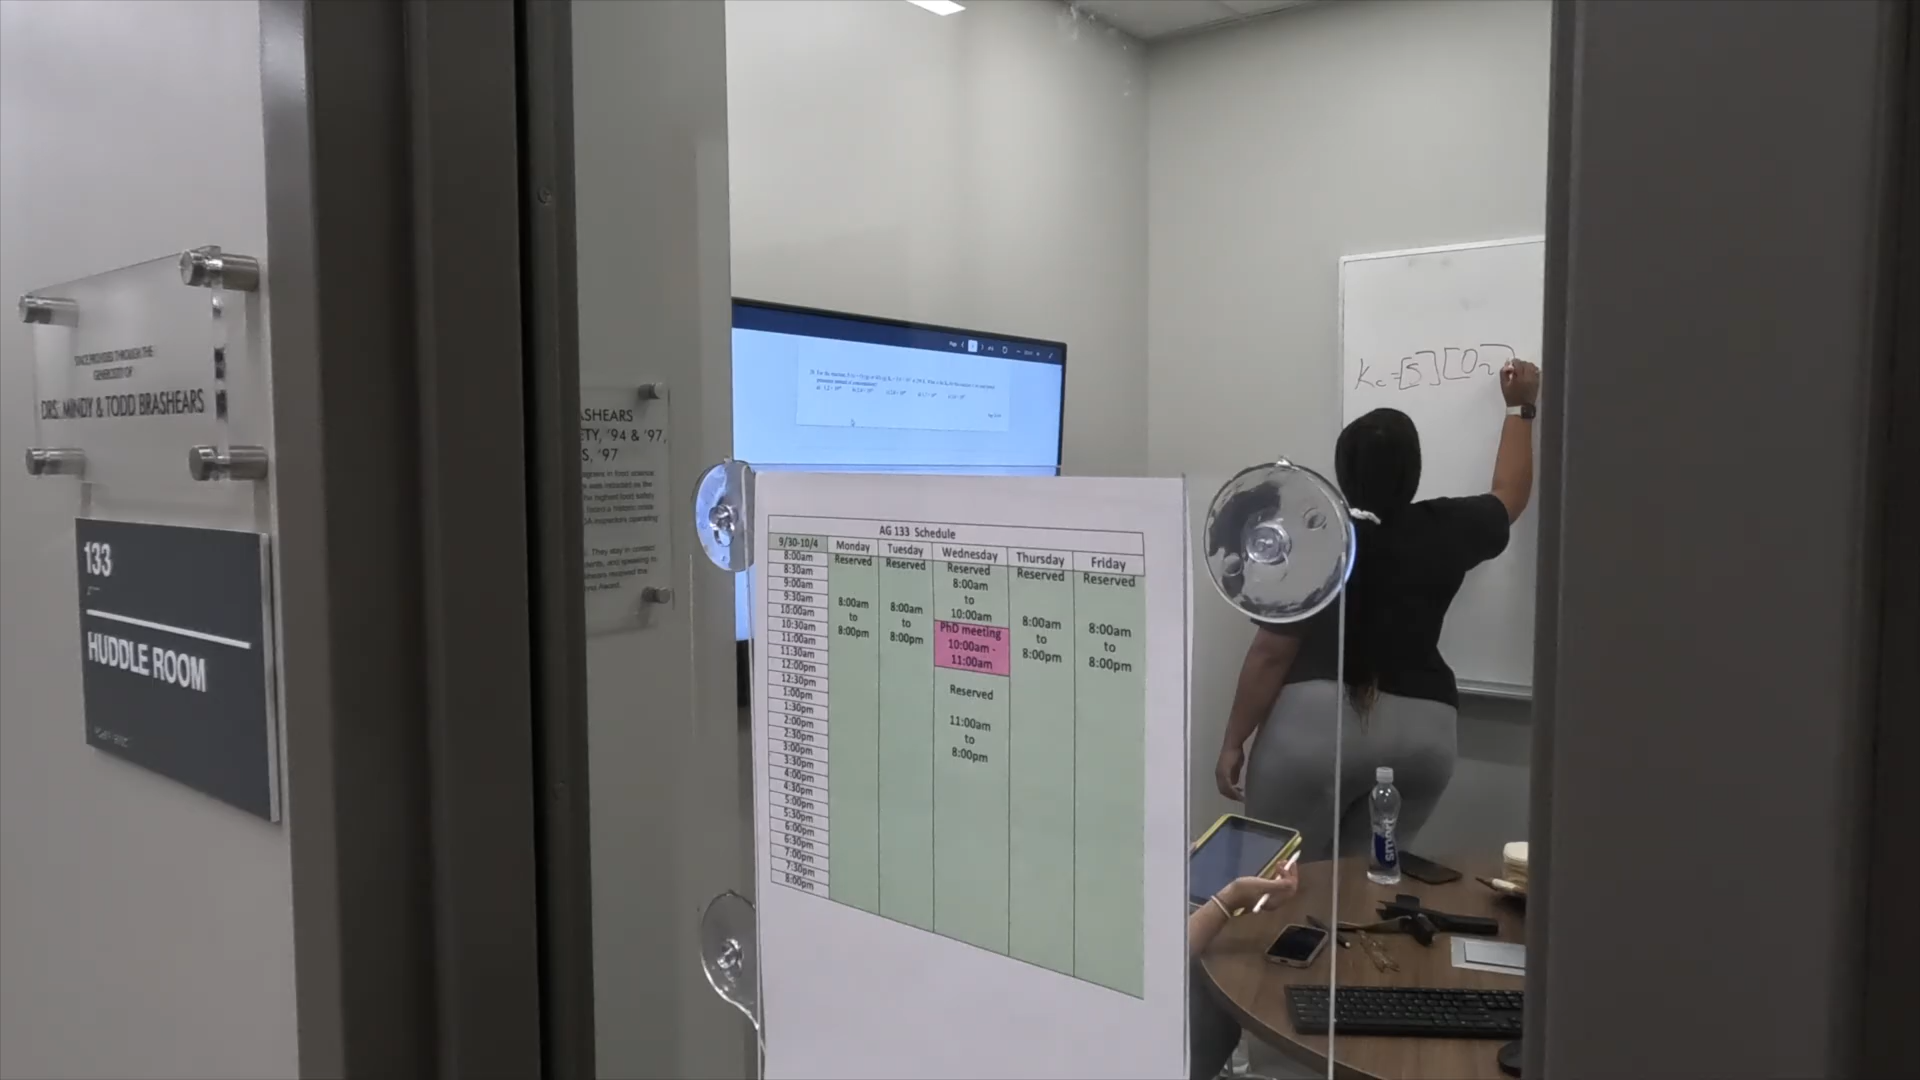 SPACE PROVIDED THROUGH THE
GENEROSITY OF
DRS. MINDY & TODD BRASHEARS
133
HUDDLE ROOM
ASHEARS
ETY, '94 & '97,
S, '97
Kc=[S][O2]
smart
AG 133 Schedule
9/30-10/4 Monday Tuesday Wednesday Thursday Friday
8:00am Reserved Reserved Reserved Reserved Reserved
8:30am
9:00am
9:30am
10:00am
10:30am
11:00am
11:30am
12:00pm
12:30pm
1:00pm
1:30pm
2:00pm
2:30pm
3:00pm
3:30pm
4:00pm
4:30pm
5:00pm
5:30pm
6:00pm
6:30pm
7:00pm
7:30pm
8:00pm
8:00am
to
8:00pm
8:00am
to
8:00pm
8:00am
to
10:00am
PhD meeting
10:00am -
11:00am
Reserved
11:00am
to
8:00pm
8:00am
to
8:00pm
8:00am
to
8:00pm